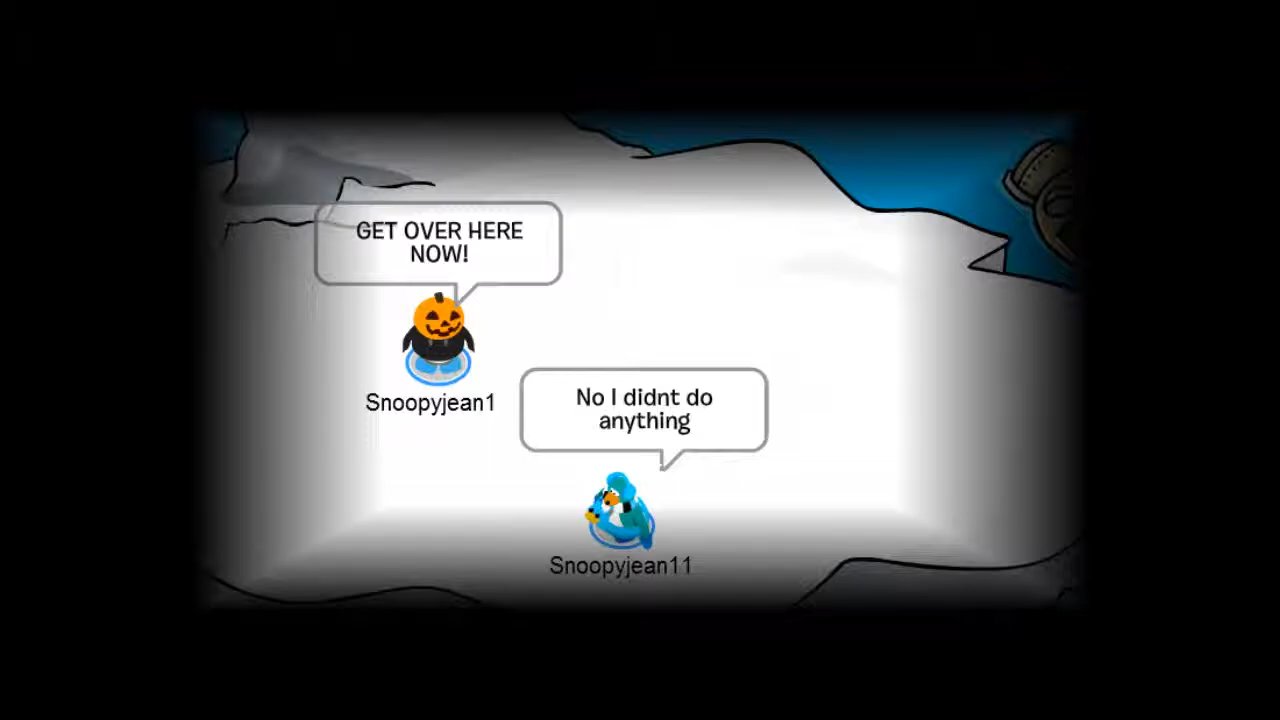 GET OVER HERE
NOW!
Snoopyjean1
No I didnt do
anything
Snoopyjean11